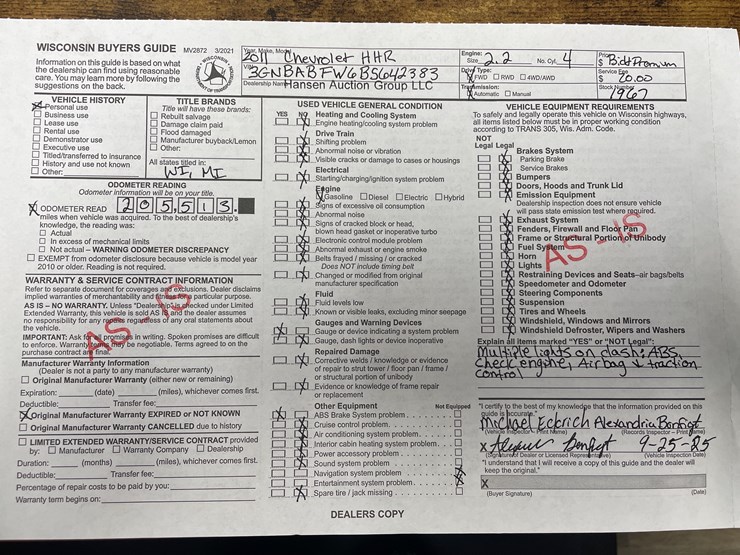 WISCONSIN BUYERS GUIDE MV2872 3/2021
Information on this guide is based on what
the dealership can find using reasonable
care. You may learn more by following the
suggestions on the back.
Year, Make, Model
2011 Chevrolet HHR
VIN
3GNBABFW6BS642383
Dealership Name
Hansen Auction Group LLC
Engine:
Size 2.2 No. Cyl. 4
Drive Type:
FWD RWD 4WD/AWD
Transmission:
Automatic Manual
Price
$ Bid+Premium
Service Fee
$ 20.00
Stock Number
1967
VEHICLE HISTORY
X Personal use
Business use
Lease use
Rental use
Demonstrator use
Executive use
Titled/transferred to insurance
History and use not known
Other:
TITLE BRANDS
Title will have these brands:
Rebuilt salvage
Damage claim paid
Flood damaged
Manufacturer buyback/Lemon
Other:
All states titled in:
WI, MI
ODOMETER READING
Odometer information will be on your title.
X ODOMETER READ 205,513.
miles when vehicle was acquired. To the best of dealership's
knowledge, the reading was:
Actual
In excess of mechanical limits
Not actual – WARNING ODOMETER DISCREPANCY
EXEMPT from odometer disclosure because vehicle is model year
2010 or older. Reading is not required.
WARRANTY & SERVICE CONTRACT INFORMATION
Refer to separate document for coverages and exclusions. Dealer disclaims
implied warranties of merchantability and fitness for a particular purpose.
AS IS – NO WARRANTY. Unless "Dealership" is checked under Limited
Extended Warranty, this vehicle is sold AS IS and the dealer assumes
no responsibility for any repairs regardless of any oral statements about
the vehicle.
IMPORTANT: Ask for all promises in writing. Spoken promises are difficult
to enforce. Warranty terms may be negotiable. Terms agreed to on the
purchase contract are final.
AS - IS
Manufacturer Warranty Information
(Dealer is not a party to any manufacturer warranty)
Original Manufacturer Warranty (either new or remaining)
Expiration: (date) (miles), whichever comes first.
Deductible: Transfer fee:
X Original Manufacturer Warranty EXPIRED or NOT KNOWN
Original Manufacturer Warranty CANCELLED due to history
LIMITED EXTENDED WARRANTY/SERVICE CONTRACT provided
by: Manufacturer Warranty Company Dealership
Duration: (months) (miles), whichever comes first.
Deductible: Transfer fee:
Percentage of repair costs to be paid by you:
Warranty term begins on:
USED VEHICLE GENERAL CONDITION
YES NO
Heating and Cooling System
Engine heating/cooling system problem
Drive Train
Shifting problem
Abnormal noise or vibration
Visible cracks or damage to cases or housings
Electrical
Starting/charging/ignition system problem
Engine
Gasoline Diesel Electric Hybrid
Signs of excessive oil consumption
Abnormal noise
Signs of cracked block or head,
blown head gasket or inoperative turbo
Electronic control module problem
Abnormal exhaust or engine smoke
Belts frayed / missing / or cracked
Does NOT include timing belt
Changed or modified from original
manufacturer specification
Fluid
Fluid levels low
Known or visible leaks, excluding minor seepage
Gauges and Warning Devices
Gauge or device indicating a system problem
Gauge, dash lights or device inoperative
Repaired Damage
Corrective welds / knowledge or evidence
of repair to strut tower / floor pan / frame /
or structural portion of unibody
Evidence or knowledge of frame repair
or replacement
Other Equipment Not Equipped
ABS Brake System problem
Cruise control problem
Air conditioning system problem
Interior cabin heating system problem
Power accessory problem
Sound system problem
Navigation system problem
Entertainment system problem
Spare tire / jack missing
VEHICLE EQUIPMENT REQUIREMENTS
To safely and legally operate this vehicle on Wisconsin highways,
all items listed below must be in proper working condition
according to TRANS 305, Wis. Adm. Code.
NOT
Legal Legal
Brakes System
Parking Brake
Service Brakes
Bumpers
Doors, Hoods and Trunk Lid
Emission Equipment
Dealership inspection does not ensure vehicle
will pass state emission test where required.
Exhaust System
Fenders, Firewall and Floor Pan
Frame or Structural Portion of Unibody
Fuel System
Horn
Lights
Restraining Devices and Seats–air bags/belts
Speedometer and Odometer
Steering Components
Suspension
Tires and Wheels
Windshield, Windows and Mirrors
Windshield Defroster, Wipers and Washers
AS - IS
Explain all items marked "YES" or "NOT Legal":
Multiple lights on dash: ABS,
Check engine, Airbag & traction
control
"I certify to the best of my knowledge that the information provided on this
guide is accurate."
Michael Eckrich Alexandria Bonfigt
(Vehicle Inspector – Print Name) (Records Inspector – Print Name)
X Bonfigt 9-25-25
(Signature of Dealer or Licensed Representative) (Vehicle Inspection Date)
"I understand that I will receive a copy of this guide and the dealer will
keep the original."
X
(Buyer Signature) (Date)
DEALERS COPY